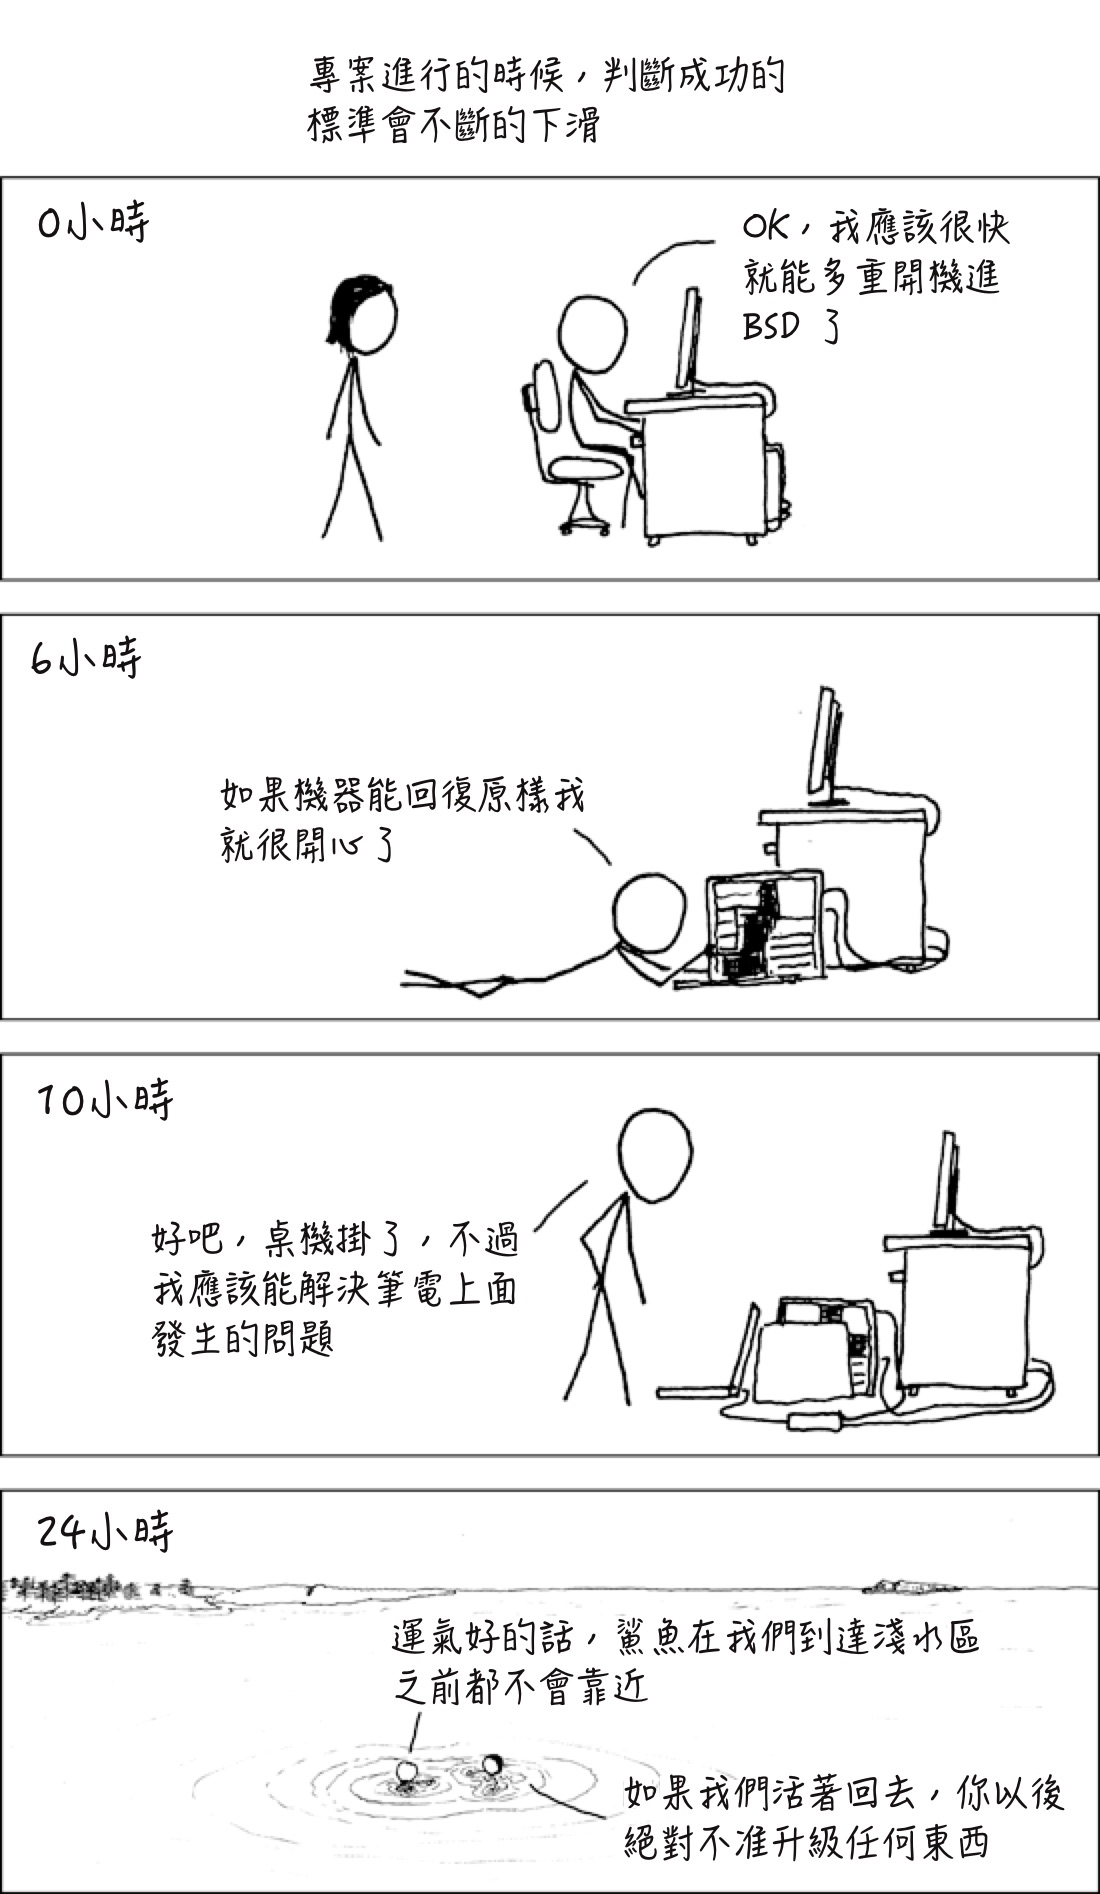 專案進行的時候，判斷成功的
標準會不斷的下滑
0小時
OK，我應該很快
就能多重開機進
BSD 了
6小時
如果機器能回復原樣我
就很開心了
10小時
好吧，桌機掛了，不過
我應該能解決筆電上面
發生的問題
24小時
運氣好的話，鯊魚在我們到達淺水區
之前都不會靠近
如果我們活著回去，你以後
絕對不准升級任何東西